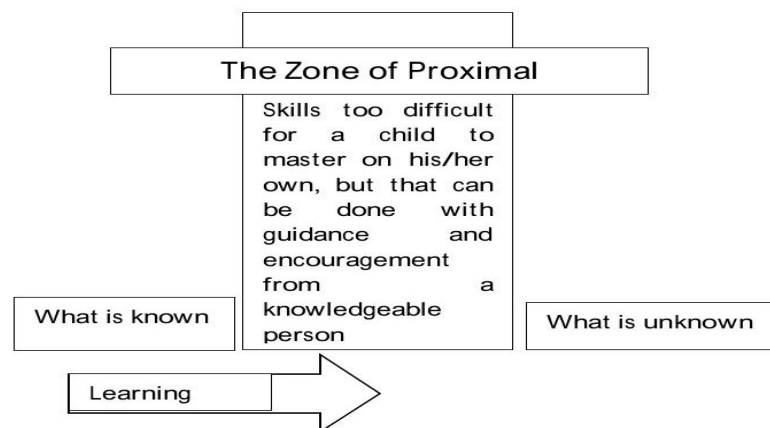 The Zone of Proximal
Skills too difficult
for a child to
master on his/her
own, but that can
be done with
guidance and
encouragement
from a
knowledgeable
person
What is known
What is unknown
Learning